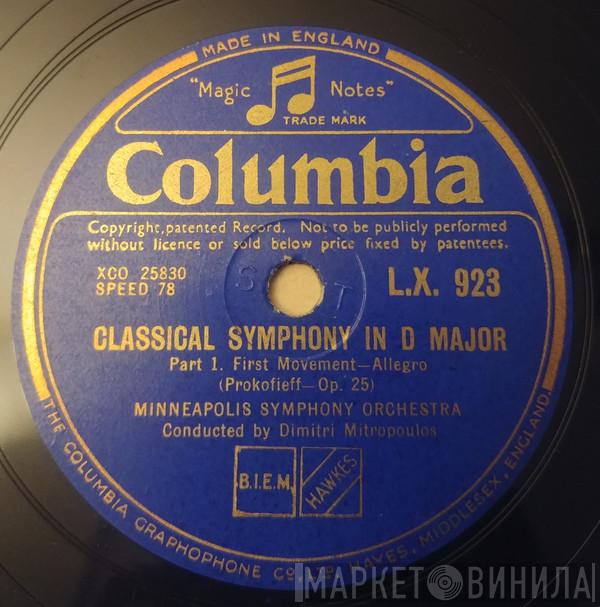 MADE IN ENGLAND
"Magic Notes"
TRADE MARK
Columbia
Copyright, patented Record. Not to be publicly performed
without licence or sold below price fixed by patentees.
XCO 25830
SPEED 78
S T
L.X. 923
CLASSICAL SYMPHONY IN D MAJOR
Part 1. First Movement—Allegro
(Prokofieff—Op. 25)
MINNEAPOLIS SYMPHONY ORCHESTRA
Conducted by Dimitri Mitropoulos
B.I.E.M.
HAWKES
THE COLUMBIA GRAPHOPHONE CO., LTD. HAYES, MIDDLESEX, ENGLAND.
МАРКЕТ ВИНИЛА